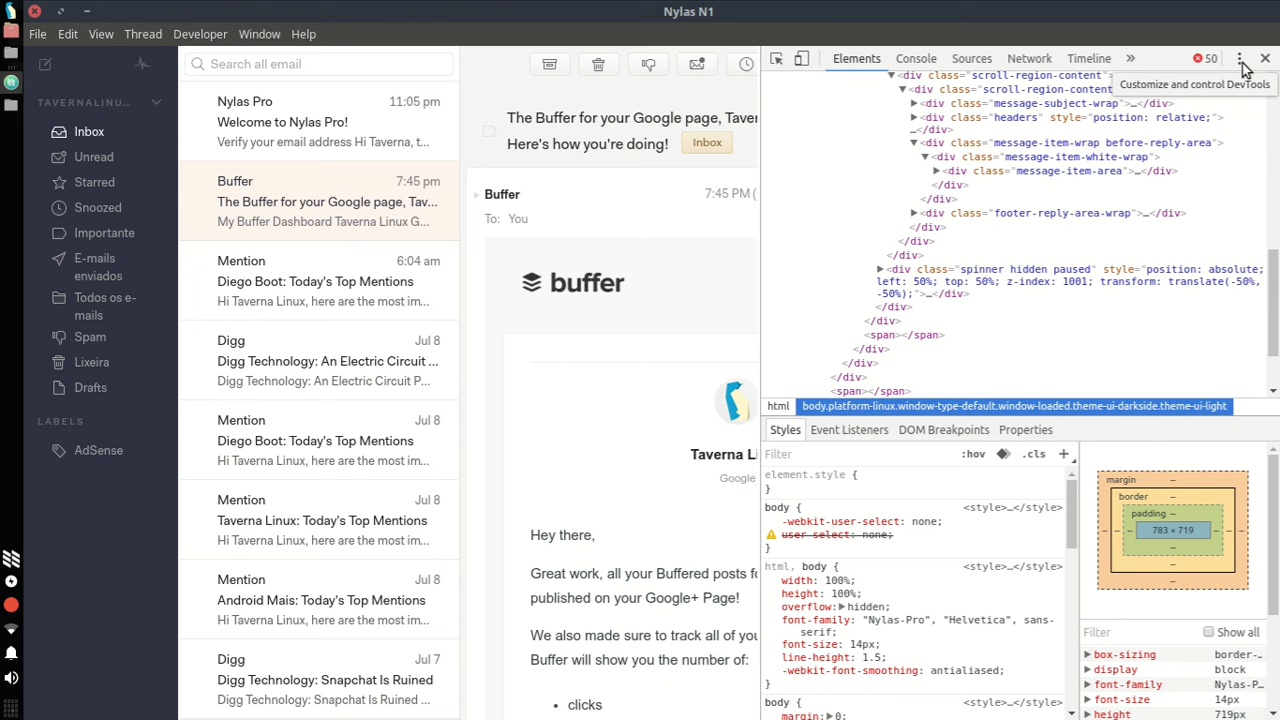 Nylas N1
File Edit View Thread Developer Window Help
TAVERNALINU...
Inbox
Unread
Starred
Snoozed
Importante
E-mails
enviados
Todos os e-
mails
Spam
Lixeira
Drafts
LABELS
AdSense
Search all email
Nylas Pro 11:05 pm
Welcome to Nylas Pro!
Verify your email address Hi Taverna, t...
Buffer 7:45 pm
The Buffer for your Google page, Tav...
My Buffer Dashboard Taverna Linux G...
Mention 6:04 am
Diego Boot: Today's Top Mentions
Hi Taverna Linux, here are the most im...
Digg Jul 8
Digg Technology: An Electric Circuit ...
Digg Technology: An Electric Circuit P...
Mention Jul 8
Diego Boot: Today's Top Mentions
Hi Taverna Linux, here are the most im...
Mention Jul 8
Taverna Linux: Today's Top Mentions
Hi Taverna Linux, here are the most im...
Mention Jul 8
Android Mais: Today's Top Mentions
Hi Taverna Linux, here are the most im...
Digg Jul 7
Digg Technology: Snapchat Is Ruined
Digg Technology: Snapchat Is Ruined
The Buffer for your Google page, Taver
Here's how you're doing! Inbox
Buffer 7:45 PM (
To: You
buffer
Taverna L
Google
Hey there,
Great work, all your Buffered posts f
published on your Google+ Page!
We also made sure to track all of you
Buffer will show you the number of:
• clicks
Elements Console Sources Network Timeline » 50
Customize and control DevTools
▼<div class="scroll-region-content">
▼<div class="scroll-region-content
▶<div class="message-subject-wrap">…</div>
▶<div class="headers" style="position: relative;">
…</div>
▼<div class="message-item-wrap before-reply-area">
▼<div class="message-item-white-wrap">
▶<div class="message-item-area">…</div>
</div>
</div>
▶<div class="footer-reply-area-wrap">…</div>
</div>
</div>
</div>
▶<div class="spinner hidden paused" style="position: absolute;
left: 50%; top: 50%; z-index: 1001; transform: translate(-50%,
-50%);">…</div>
</div>
</div>
<span></span>
</div>
</div>
</div>
<span></span>
html body.platform-linux.window-type-default.window-loaded.theme-ui-darkside.theme-ui-light
Styles Event Listeners DOM Breakpoints Properties
Filter :hov .cls +
element.style {
}
body { <style>…</style>
-webkit-user-select: none;
user-select: none;
}
html, body { <style>…</style>
width: 100%;
height: 100%;
overflow:▶hidden;
font-family: "Nylas-Pro", "Helvetica", sans-
serif;
font-size: 14px;
line-height: 1.5;
-webkit-font-smoothing: antialiased;
}
body { <style>…</style>
margin:▶0;
margin –
border –
padding –
– – – 783 × 719 – – –
–
–
–
Filter Show all
▶box-sizing border-…
▶display block
▶font-family Nylas-P…
▶font-size 14px
▶height 719px